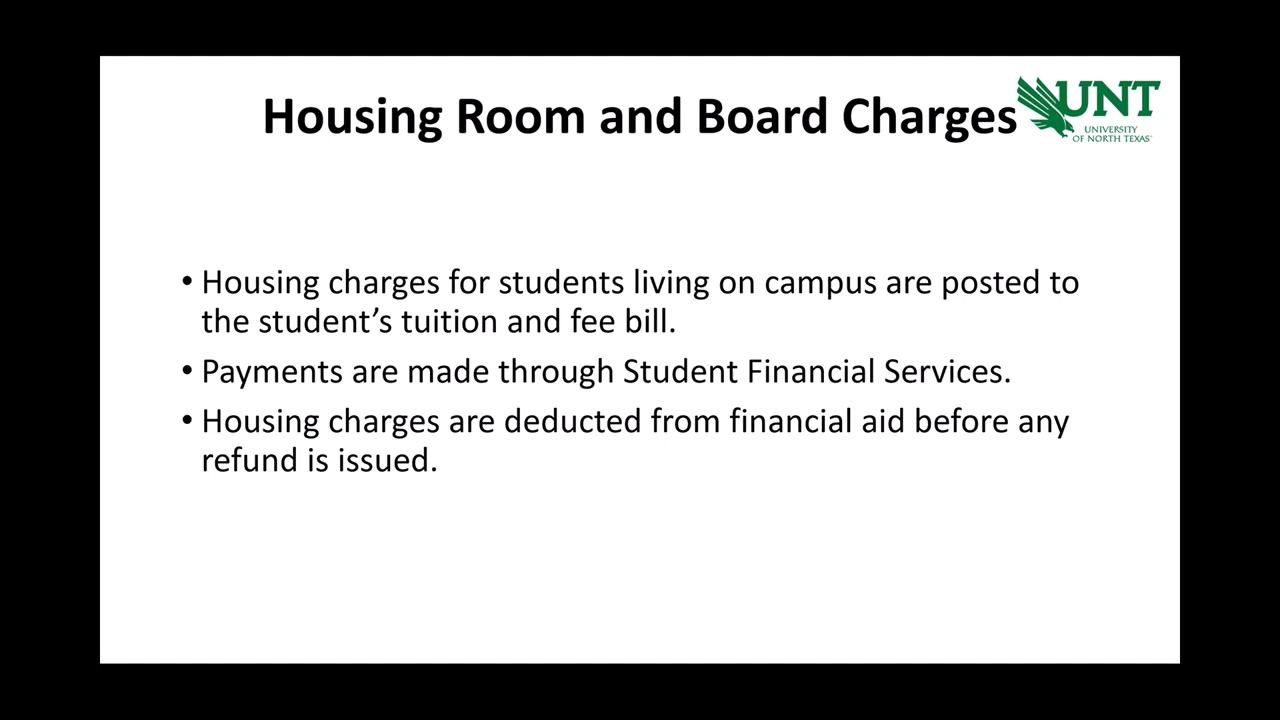 Housing Room and Board Charges
UNT
UNIVERSITY
OF NORTH TEXAS
• Housing charges for students living on campus are posted to
the student’s tuition and fee bill.
• Payments are made through Student Financial Services.
• Housing charges are deducted from financial aid before any
refund is issued.